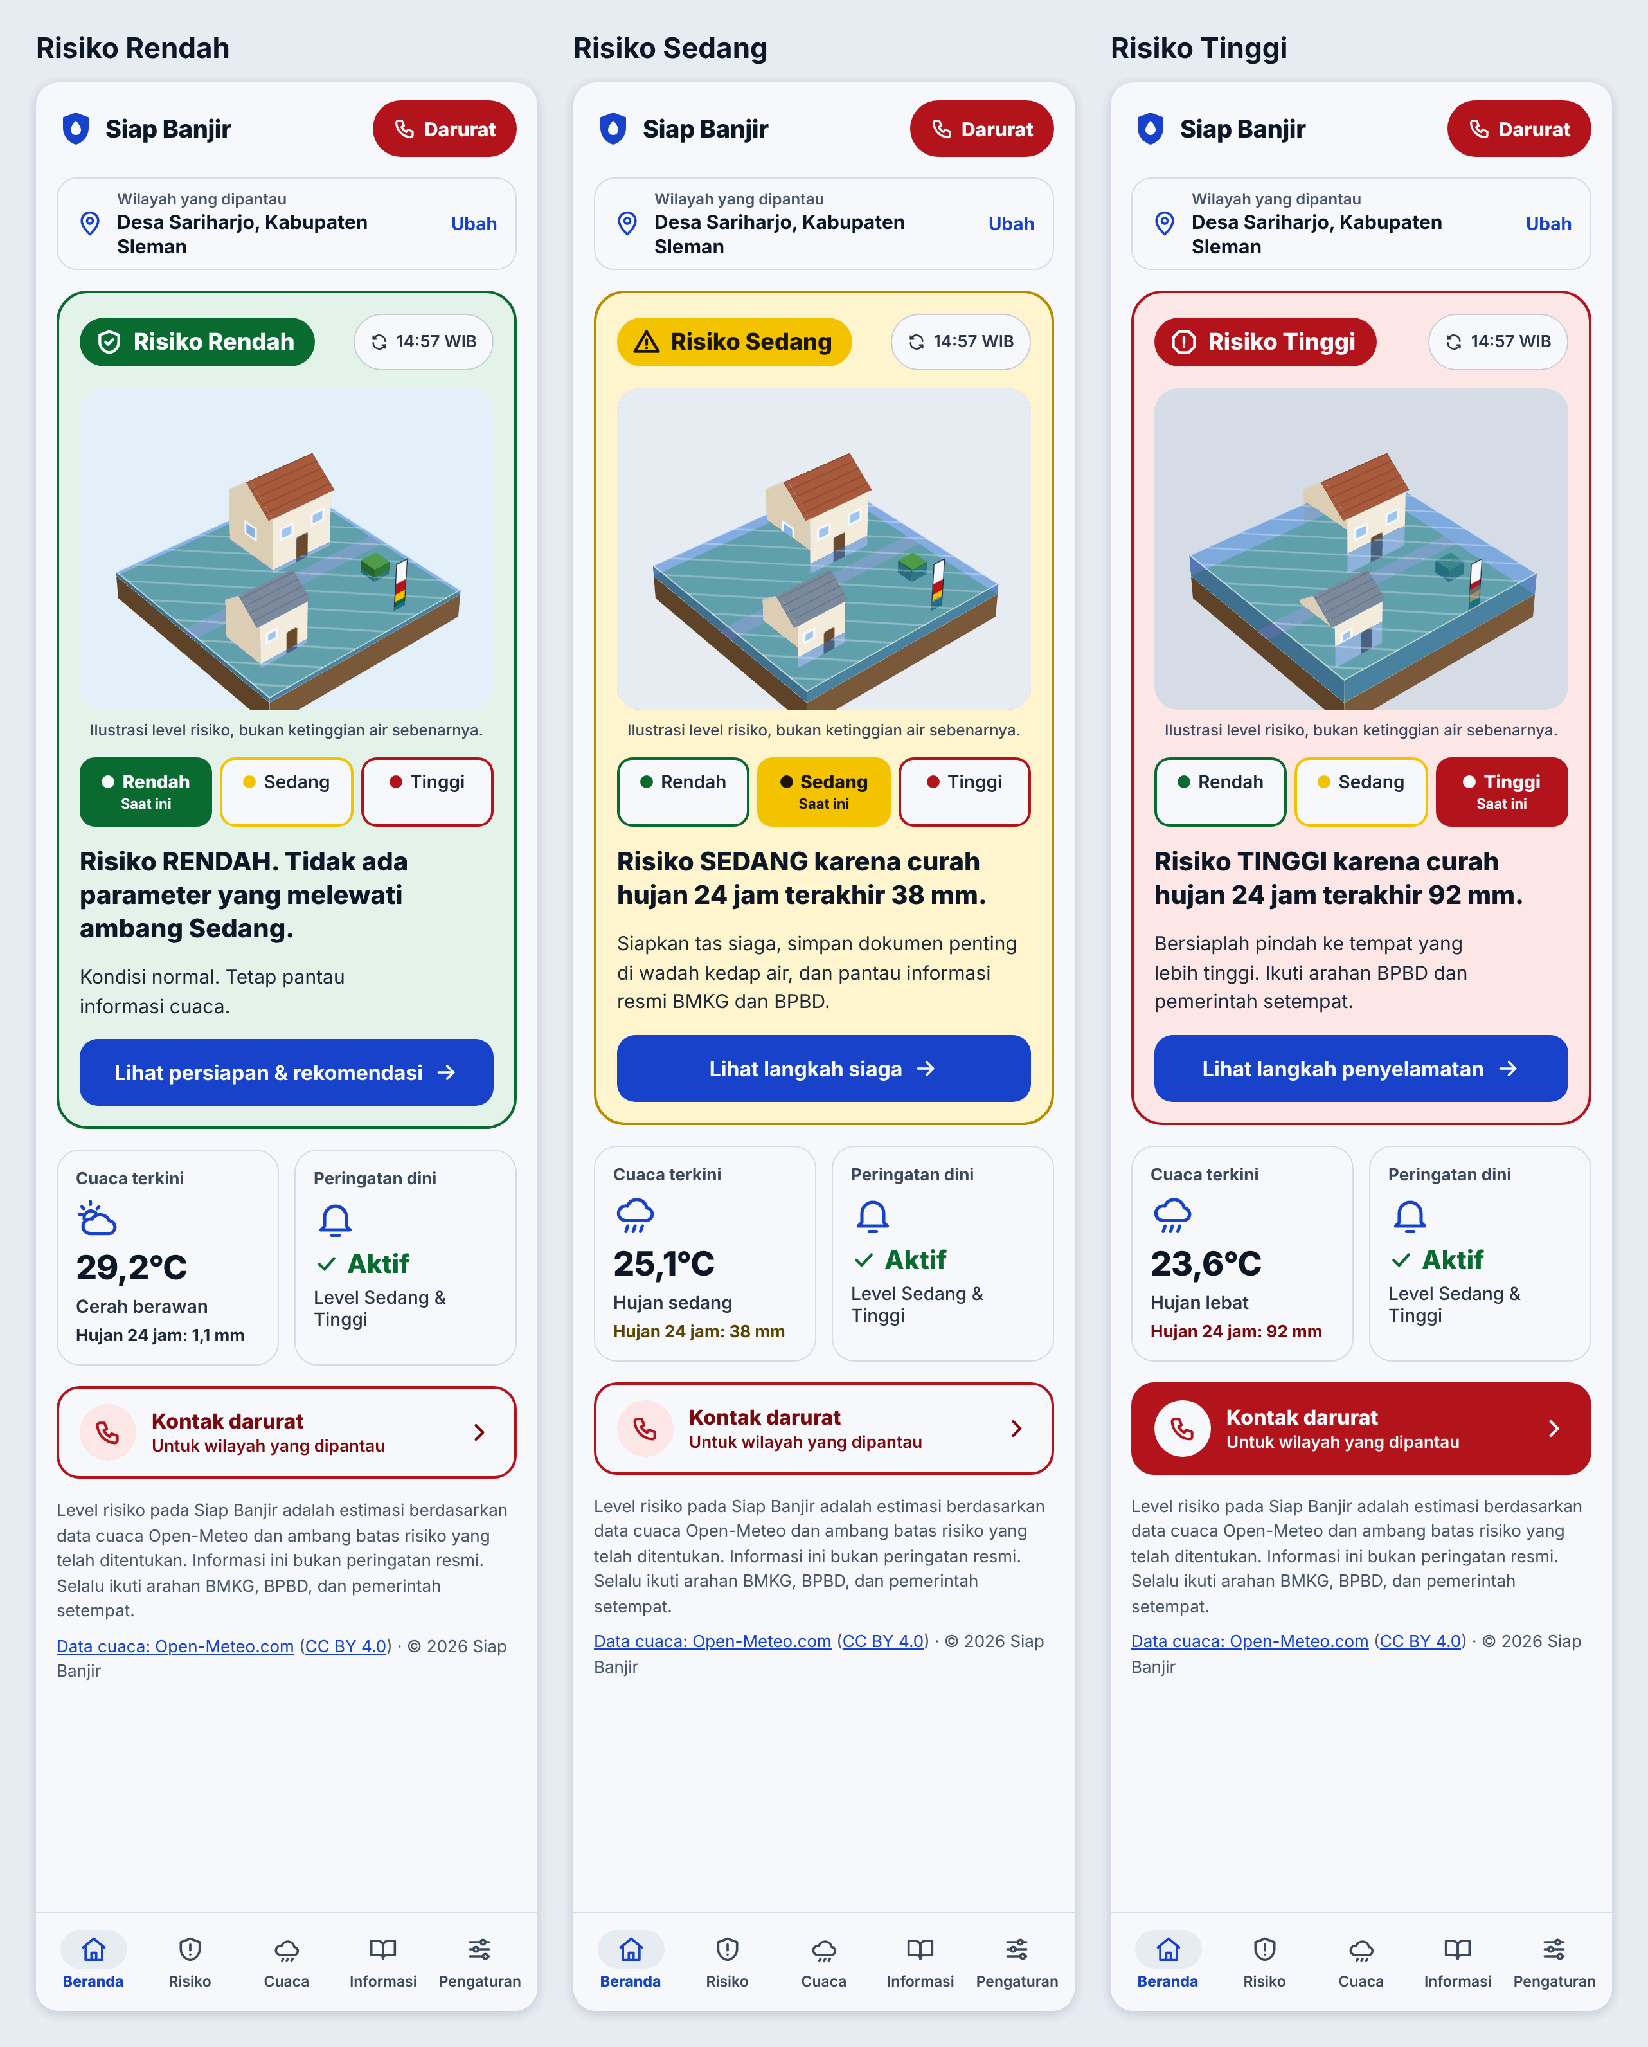 Risiko Rendah
Siap Banjir
Darurat
Wilayah yang dipantau
Desa Sariharjo, Kabupaten
Sleman
Ubah
Risiko Rendah
14:57 WIB
Ilustrasi level risiko, bukan ketinggian air sebenarnya.
Rendah
Saat ini
Sedang
Tinggi
Risiko RENDAH. Tidak ada
parameter yang melewati
ambang Sedang.
Kondisi normal. Tetap pantau
informasi cuaca.
Lihat persiapan & rekomendasi
Cuaca terkini
29,2°C
Cerah berawan
Hujan 24 jam: 1,1 mm
Peringatan dini
Aktif
Level Sedang &
Tinggi
Kontak darurat
Untuk wilayah yang dipantau
Level risiko pada Siap Banjir adalah estimasi berdasarkan
data cuaca Open-Meteo dan ambang batas risiko yang
telah ditentukan. Informasi ini bukan peringatan resmi.
Selalu ikuti arahan BMKG, BPBD, dan pemerintah
setempat.
Data cuaca: Open-Meteo.com (CC BY 4.0) · © 2026 Siap
Banjir
Beranda
Risiko
Cuaca
Informasi
Pengaturan
Risiko Sedang
Siap Banjir
Darurat
Wilayah yang dipantau
Desa Sariharjo, Kabupaten
Sleman
Ubah
Risiko Sedang
14:57 WIB
Ilustrasi level risiko, bukan ketinggian air sebenarnya.
Rendah
Sedang
Saat ini
Tinggi
Risiko SEDANG karena curah
hujan 24 jam terakhir 38 mm.
Siapkan tas siaga, simpan dokumen penting
di wadah kedap air, dan pantau informasi
resmi BMKG dan BPBD.
Lihat langkah siaga
Cuaca terkini
25,1°C
Hujan sedang
Hujan 24 jam: 38 mm
Peringatan dini
Aktif
Level Sedang &
Tinggi
Kontak darurat
Untuk wilayah yang dipantau
Level risiko pada Siap Banjir adalah estimasi berdasarkan
data cuaca Open-Meteo dan ambang batas risiko yang
telah ditentukan. Informasi ini bukan peringatan resmi.
Selalu ikuti arahan BMKG, BPBD, dan pemerintah
setempat.
Data cuaca: Open-Meteo.com (CC BY 4.0) · © 2026 Siap
Banjir
Beranda
Risiko
Cuaca
Informasi
Pengaturan
Risiko Tinggi
Siap Banjir
Darurat
Wilayah yang dipantau
Desa Sariharjo, Kabupaten
Sleman
Ubah
Risiko Tinggi
14:57 WIB
Ilustrasi level risiko, bukan ketinggian air sebenarnya.
Rendah
Sedang
Tinggi
Saat ini
Risiko TINGGI karena curah
hujan 24 jam terakhir 92 mm.
Bersiaplah pindah ke tempat yang
lebih tinggi. Ikuti arahan BPBD dan
pemerintah setempat.
Lihat langkah penyelamatan
Cuaca terkini
23,6°C
Hujan lebat
Hujan 24 jam: 92 mm
Peringatan dini
Aktif
Level Sedang &
Tinggi
Kontak darurat
Untuk wilayah yang dipantau
Level risiko pada Siap Banjir adalah estimasi berdasarkan
data cuaca Open-Meteo dan ambang batas risiko yang
telah ditentukan. Informasi ini bukan peringatan resmi.
Selalu ikuti arahan BMKG, BPBD, dan pemerintah
setempat.
Data cuaca: Open-Meteo.com (CC BY 4.0) · © 2026 Siap
Banjir
Beranda
Risiko
Cuaca
Informasi
Pengaturan